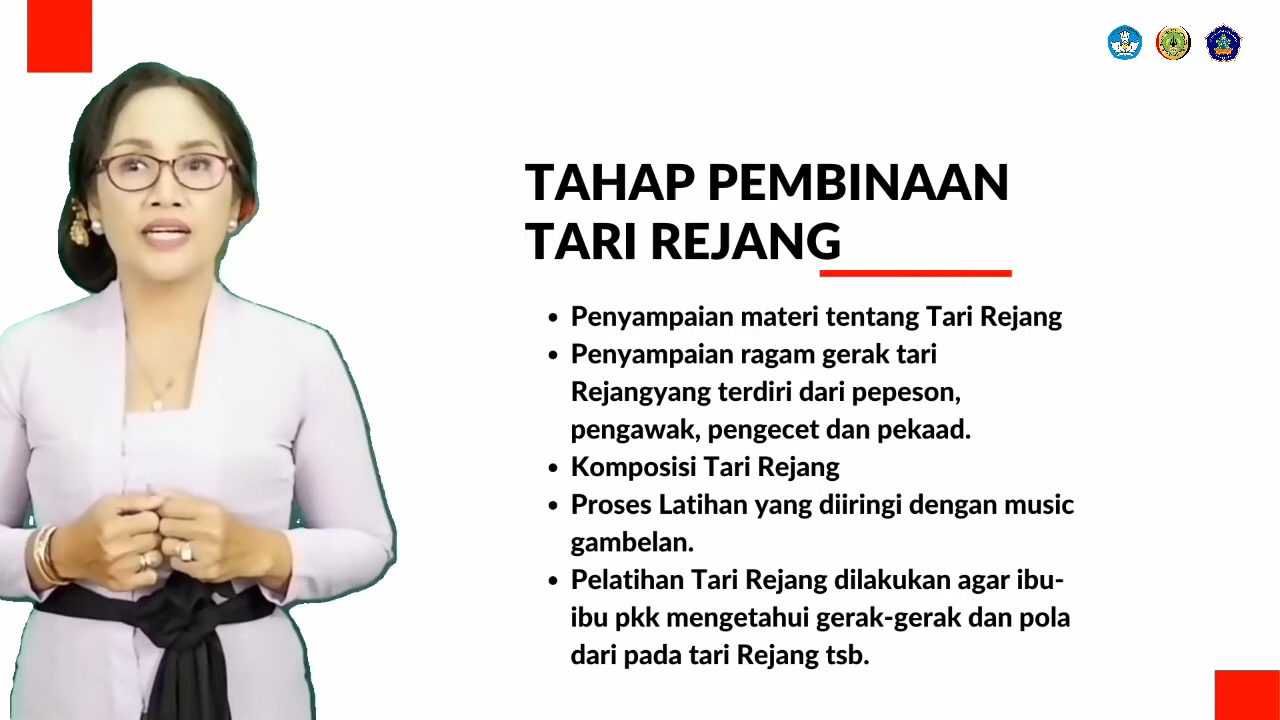 TAHAP PEMBINAAN
TARI REJANG
• Penyampaian materi tentang Tari Rejang
• Penyampaian ragam gerak tari
Rejangyang terdiri dari pepeson,
pengawak, pengecet dan pekaad.
• Komposisi Tari Rejang
• Proses Latihan yang diiringi dengan music
gambelan.
• Pelatihan Tari Rejang dilakukan agar ibu-
ibu pkk mengetahui gerak-gerak dan pola
dari pada tari Rejang tsb.